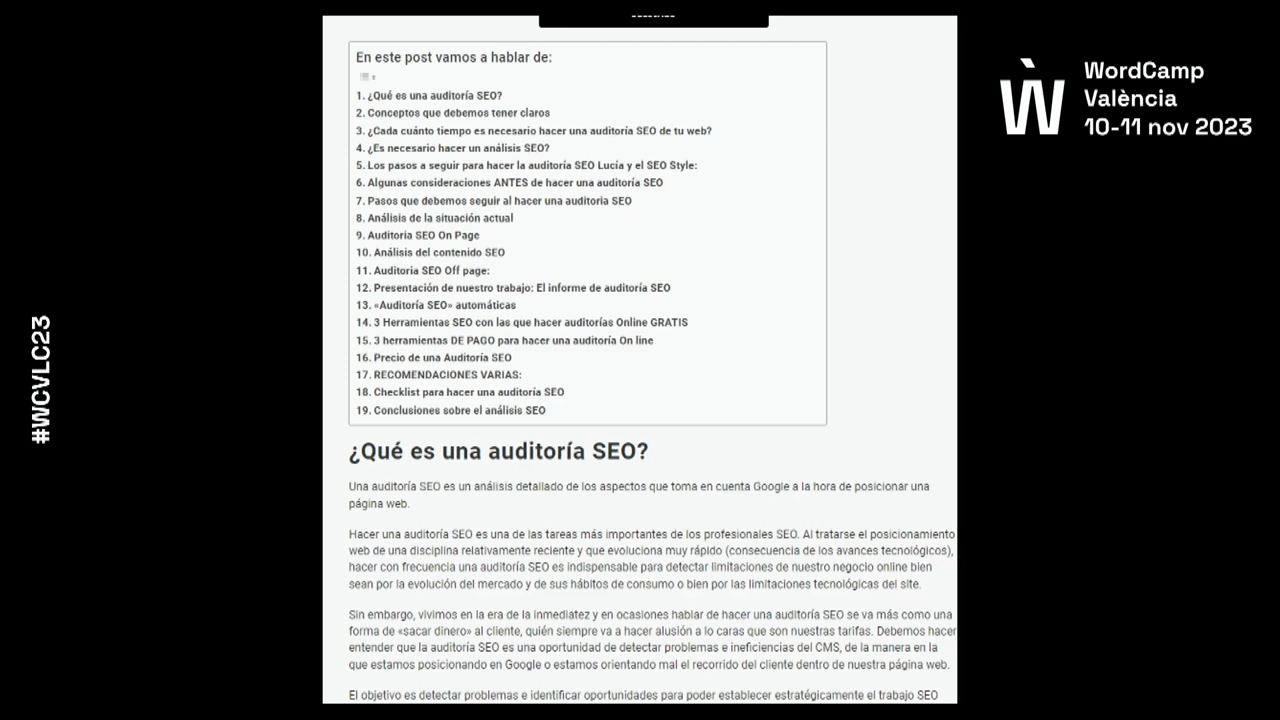 En este post vamos a hablar de:
1. ¿Qué es una auditoría SEO?
2. Conceptos que debemos tener claros
3. ¿Cada cuánto tiempo es necesario hacer una auditoría SEO de tu web?
4. ¿Es necesario hacer un análisis SEO?
5. Los pasos a seguir para hacer la auditoría SEO Lucía y el SEO Style:
6. Algunas consideraciones ANTES de hacer una auditoría SEO
7. Pasos que debemos seguir al hacer una auditoria SEO
8. Análisis de la situación actual
9. Auditoria SEO On Page
10. Análisis del contenido SEO
11. Auditoria SEO Off page:
12. Presentación de nuestro trabajo: El informe de auditoría SEO
13. «Auditoría SEO» automáticas
14. 3 Herramientas SEO con las que hacer auditorías Online GRATIS
15. 3 herramientas DE PAGO para hacer una auditoría On line
16. Precio de una Auditoría SEO
17. RECOMENDACIONES VARIAS:
18. Checklist para hacer una auditoría SEO
19. Conclusiones sobre el análisis SEO
¿Qué es una auditoría SEO?
Una auditoría SEO es un análisis detallado de los aspectos que toma en cuenta Google a la hora de posicionar una
página web.
Hacer una auditoría SEO es una de las tareas más importantes de los profesionales SEO. Al tratarse el posicionamiento
web de una disciplina relativamente reciente y que evoluciona muy rápido (consecuencia de los avances tecnológicos),
hacer con frecuencia una auditoría SEO es indispensable para detectar limitaciones de nuestro negocio online bien
sean por la evolución del mercado y de sus hábitos de consumo o bien por las limitaciones tecnológicas del site.
Sin embargo, vivimos en la era de la inmediatez y en ocasiones hablar de hacer una auditoría SEO se va más como una
forma de «sacar dinero» al cliente, quién siempre va a hacer alusión a lo caras que son nuestras tarifas. Debemos hacer
entender que la auditoría SEO es una oportunidad de detectar problemas e ineficiencias del CMS, de la manera en la
que estamos posicionando en Google o estamos orientando mal el recorrido del cliente dentro de nuestra página web.
El objetivo es detectar problemas e identificar oportunidades para poder establecer estratégicamente el trabajo SEO
Ẁ
WordCamp
València
10-11 nov 2023
#WCVLC23